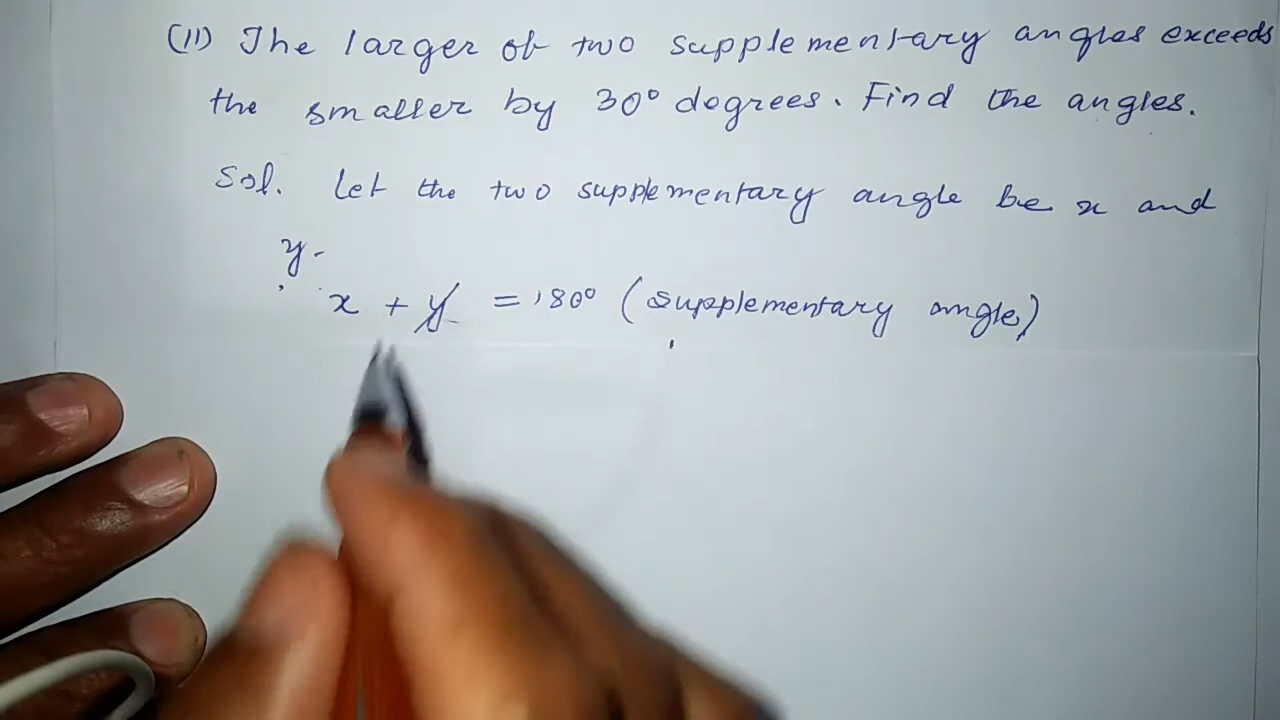 (11) The larger of two supplementary angles exceeds
the smaller by 30° degrees. Find the angles.
Sol. Let the two supplementary angle be x and
y.
x + y = 180° (supplementary angle)